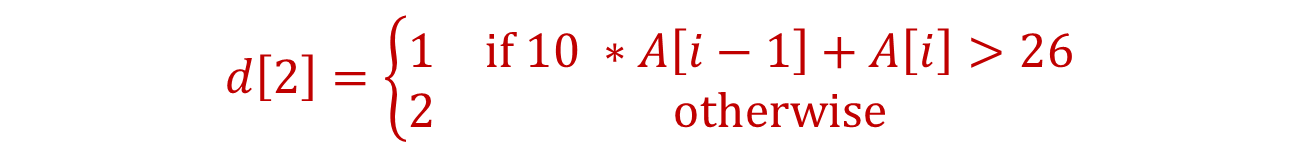 d[2] = { 1 if 10 * A[i − 1] + A[i] > 26
2 otherwise